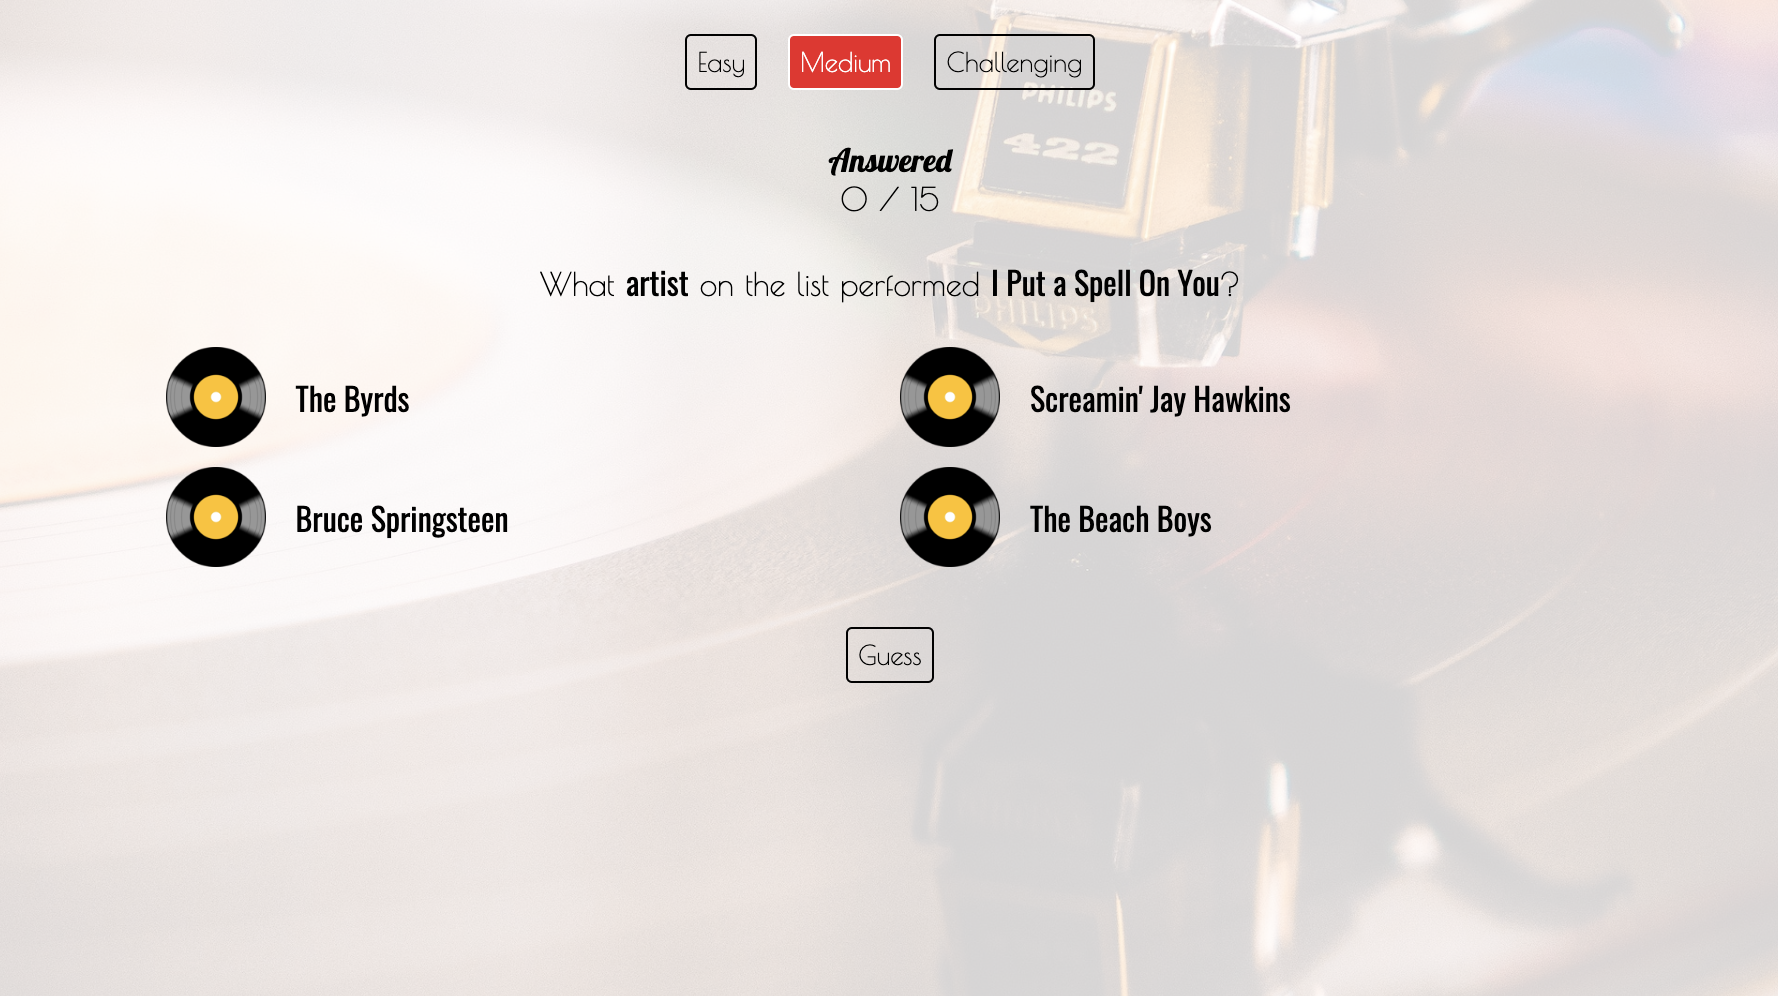 Easy Medium Challenging
PHILIPS
422
Answered
0 / 15
What artist on the list performed I Put a Spell On You?
PHILIPS
The Byrds Screamin' Jay Hawkins
Bruce Springsteen The Beach Boys
Guess